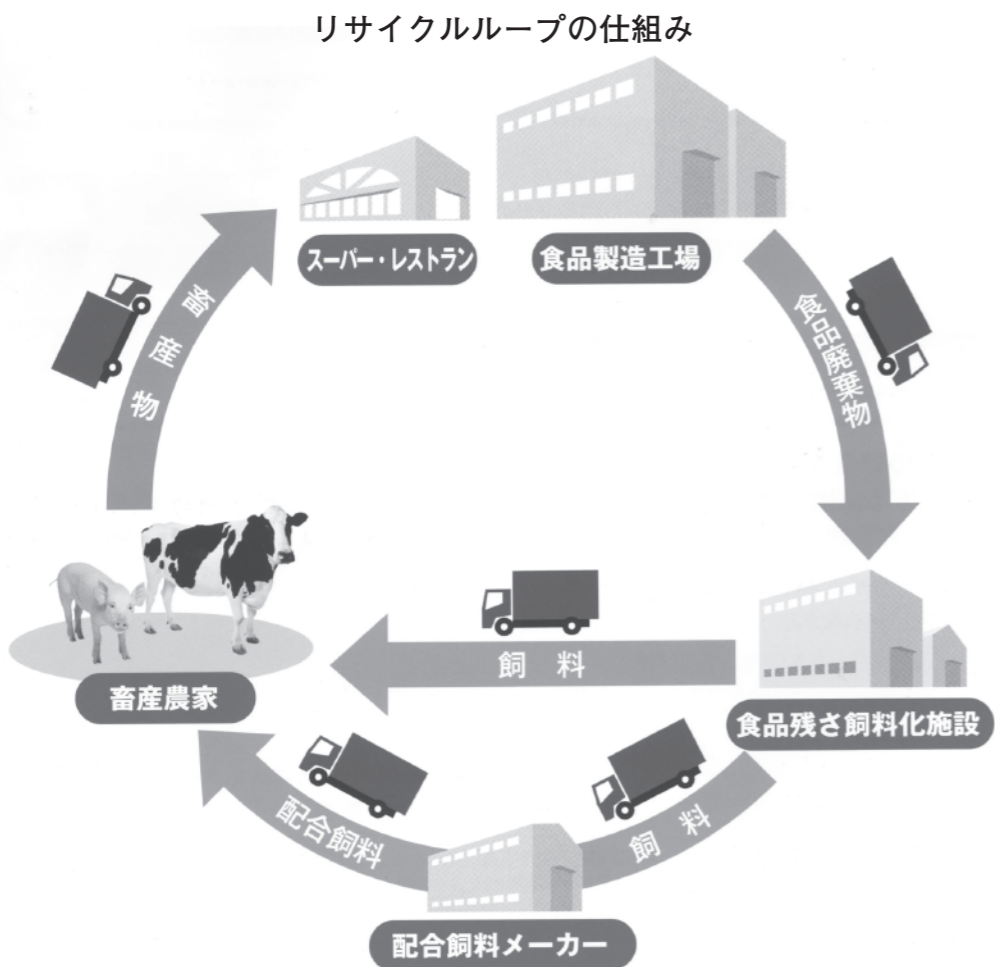 リサイクルループの仕組み
スーパー・レストラン
食品製造工場
食品廃棄物
畜産物
飼料
畜産農家
食品残さ飼料化施設
配合飼料
飼料
配合飼料メーカー